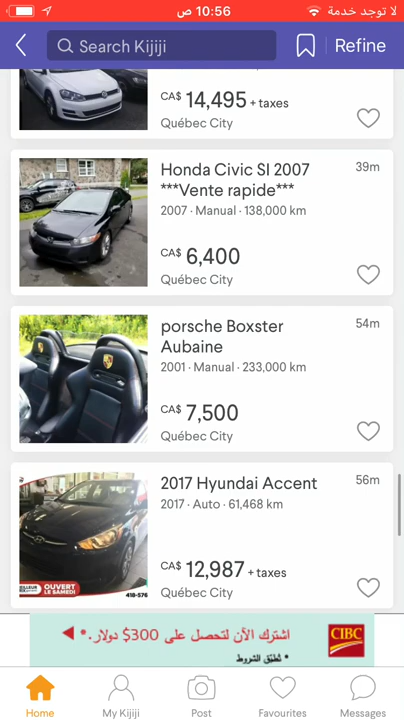 10:56 ص
لا توجد خدمة
Search Kijiji
Refine
CA$ 14,495 + taxes
Québec City
Honda Civic SI 2007
***Vente rapide***
39m
2007 · Manual · 138,000 km
CA$ 6,400
Québec City
porsche Boxster
Aubaine
54m
2001 · Manual · 233,000 km
CA$ 7,500
Québec City
2017 Hyundai Accent
56m
2017 · Auto · 61,468 km
OUVERT
LE SAMEDI
418-576
CA$ 12,987 + taxes
Québec City
اشترك الآن لتحصل على 300$ دولار.*
* تُطبّق الشروط
CIBC
Home
My Kijiji
Post
Favourites
Messages